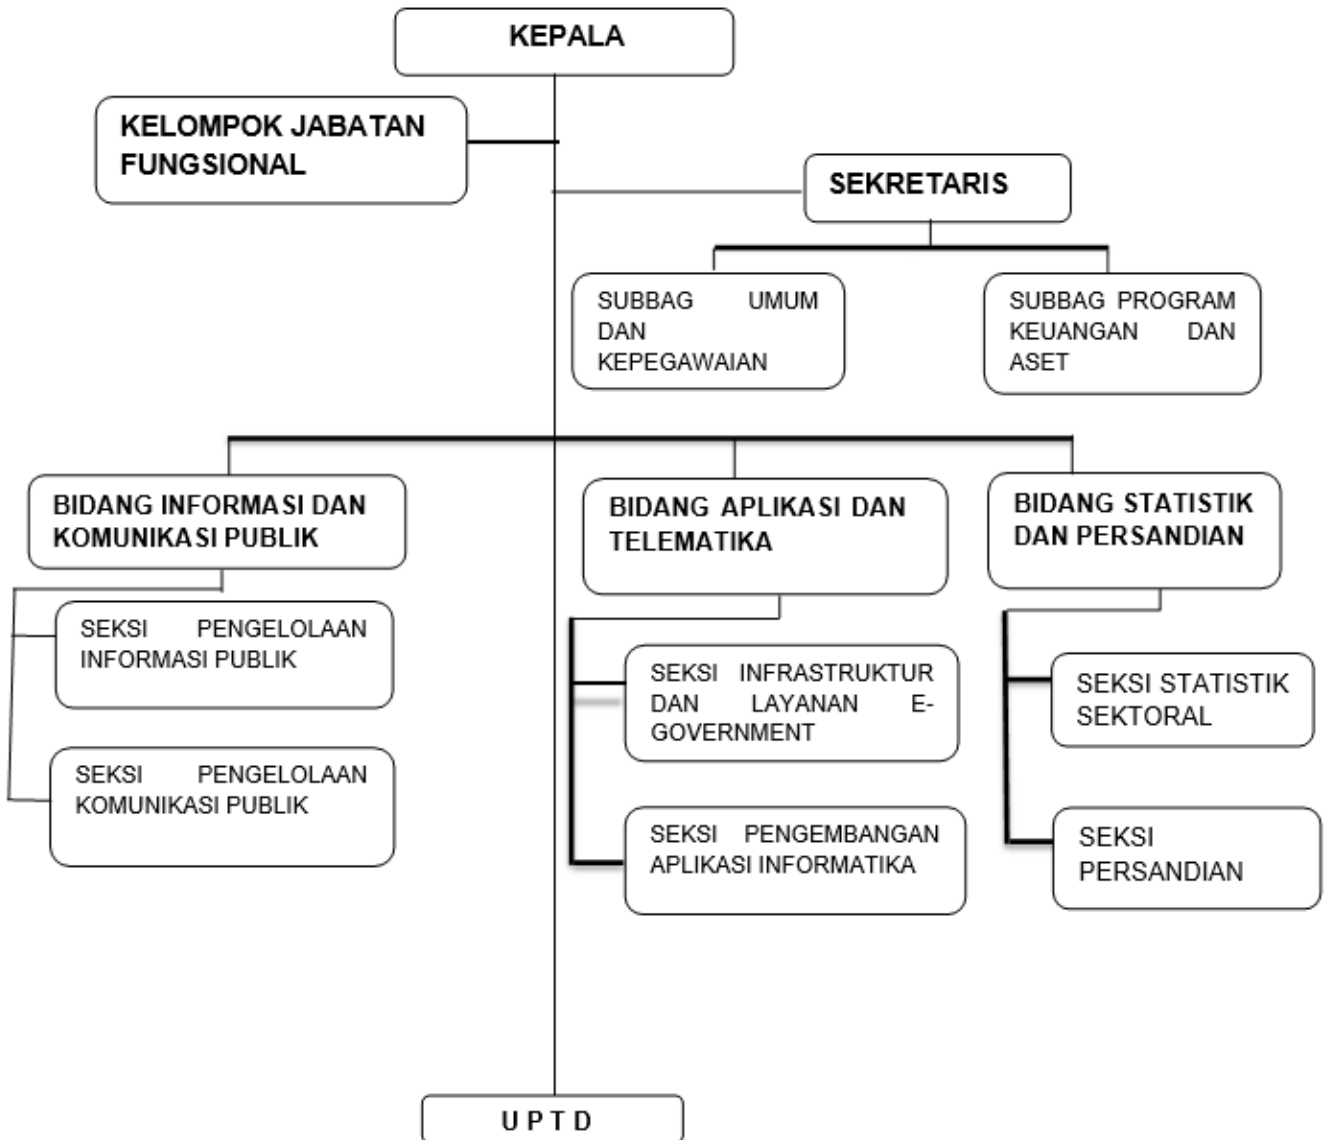 KEPALA
KELOMPOK JABATAN
FUNGSIONAL
SEKRETARIS
SUBBAG UMUM
DAN
KEPEGAWAIAN
SUBBAG PROGRAM
KEUANGAN DAN
ASET
BIDANG INFORMASI DAN
KOMUNIKASI PUBLIK
BIDANG APLIKASI DAN
TELEMATIKA
BIDANG STATISTIK
DAN PERSANDIAN
SEKSI PENGELOLAAN
INFORMASI PUBLIK
SEKSI PENGELOLAAN
KOMUNIKASI PUBLIK
SEKSI INFRASTRUKTUR
DAN LAYANAN E-
GOVERNMENT
SEKSI PENGEMBANGAN
APLIKASI INFORMATIKA
SEKSI STATISTIK
SEKTORAL
SEKSI
PERSANDIAN
U P T D